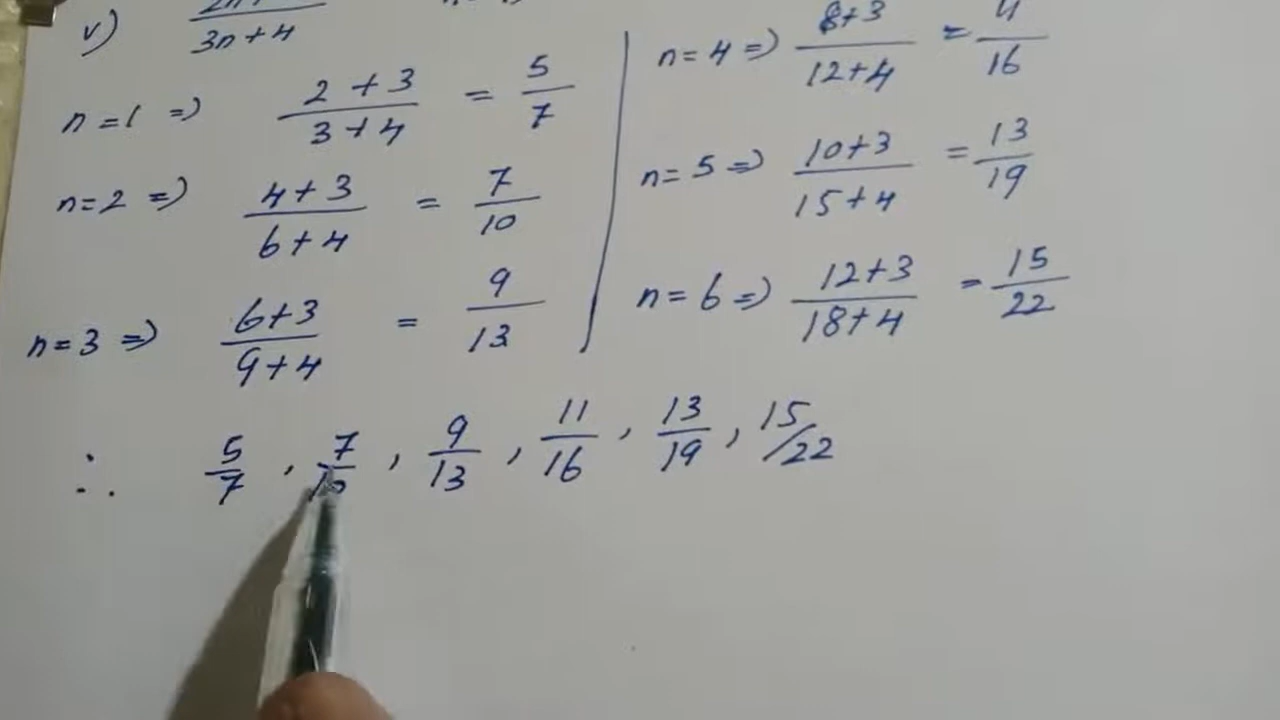 v) 3n+4
n=1 ⇒ 2+3/3+4 = 5/7
n=2 ⇒ 4+3/6+4 = 7/10
n=3 ⇒ 6+3/9+4 = 9/13
n=4 ⇒ 8+3/12+4 = 11/16
n=5 ⇒ 10+3/15+4 = 13/19
n=6 ⇒ 12+3/18+4 = 15/22
∴ 5/7, 7/10, 9/13, 11/16, 13/19, 15/22